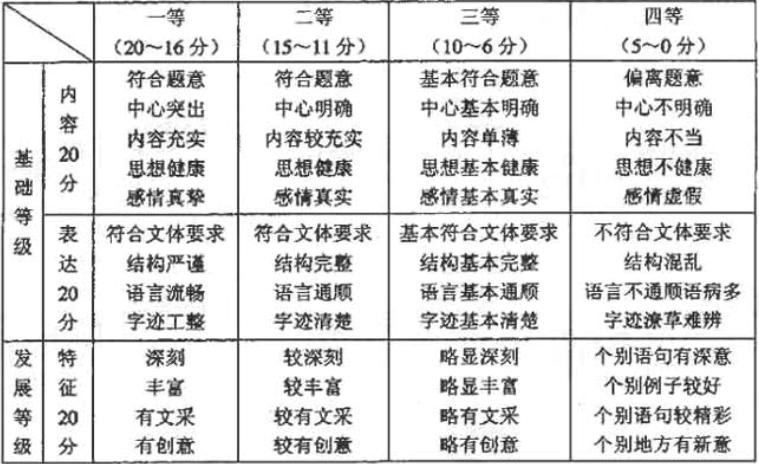 一等 二等 三等 四等
（20～16分） （15～11分） （10～6分） （5～0分）
基础等级
内容20分
符合题意 符合题意 基本符合题意 偏离题意
中心突出 中心明确 中心基本明确 中心不明确
内容充实 内容较充实 内容单薄 内容不当
思想健康 思想健康 思想基本健康 思想不健康
感情真挚 感情真实 感情基本真实 感情虚假
表达20分
符合文体要求 符合文体要求 基本符合文体要求 不符合文体要求
结构严谨 结构完整 结构基本完整 结构混乱
语言流畅 语言通顺 语言基本通顺 语言不通顺语病多
字迹工整 字迹清楚 字迹基本清楚 字迹潦草难辨
发展等级
特征20分
深刻 较深刻 略显深刻 个别语句有深意
丰富 较丰富 略显丰富 个别例子较好
有文采 较有文采 略有文采 个别语句较精彩
有创意 较有创意 略有创意 个别地方有新意